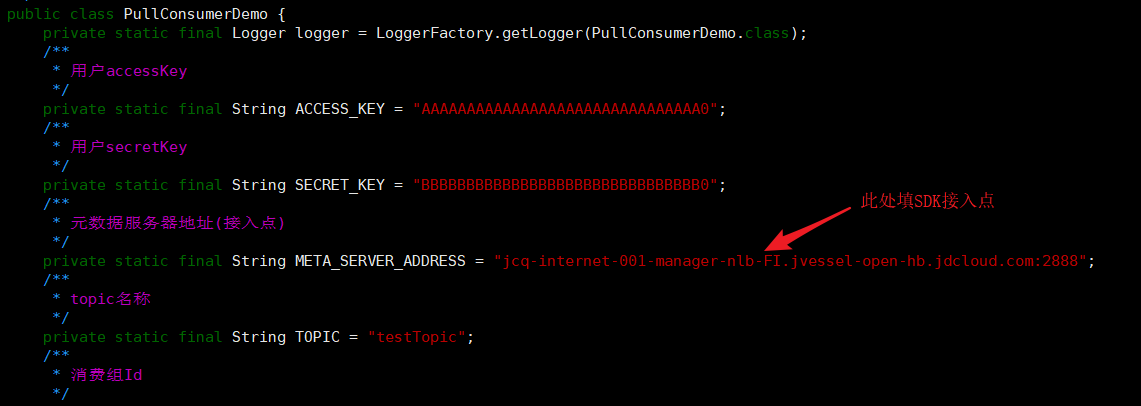 public class PullConsumerDemo {
    private static final Logger logger = LoggerFactory.getLogger(PullConsumerDemo.class);
    /**
     * 用户accessKey
     */
    private static final String ACCESS_KEY = "AAAAAAAAAAAAAAAAAAAAAAAAAAAAAAA0";
    /**
     * 用户secretKey
     */
    private static final String SECRET_KEY = "BBBBBBBBBBBBBBBBBBBBBBBBBBBBBBB0";
    /**
此处填SDK接入点
     * 元数据服务器地址(接入点)
     */
    private static final String META_SERVER_ADDRESS = "jcq-internet-001-manager-nlb-FI.jvessel-open-hb.jdcloud.com:2888";
    /**
     * topic名称
     */
    private static final String TOPIC = "testTopic";
    /**
     * 消费组Id
     */